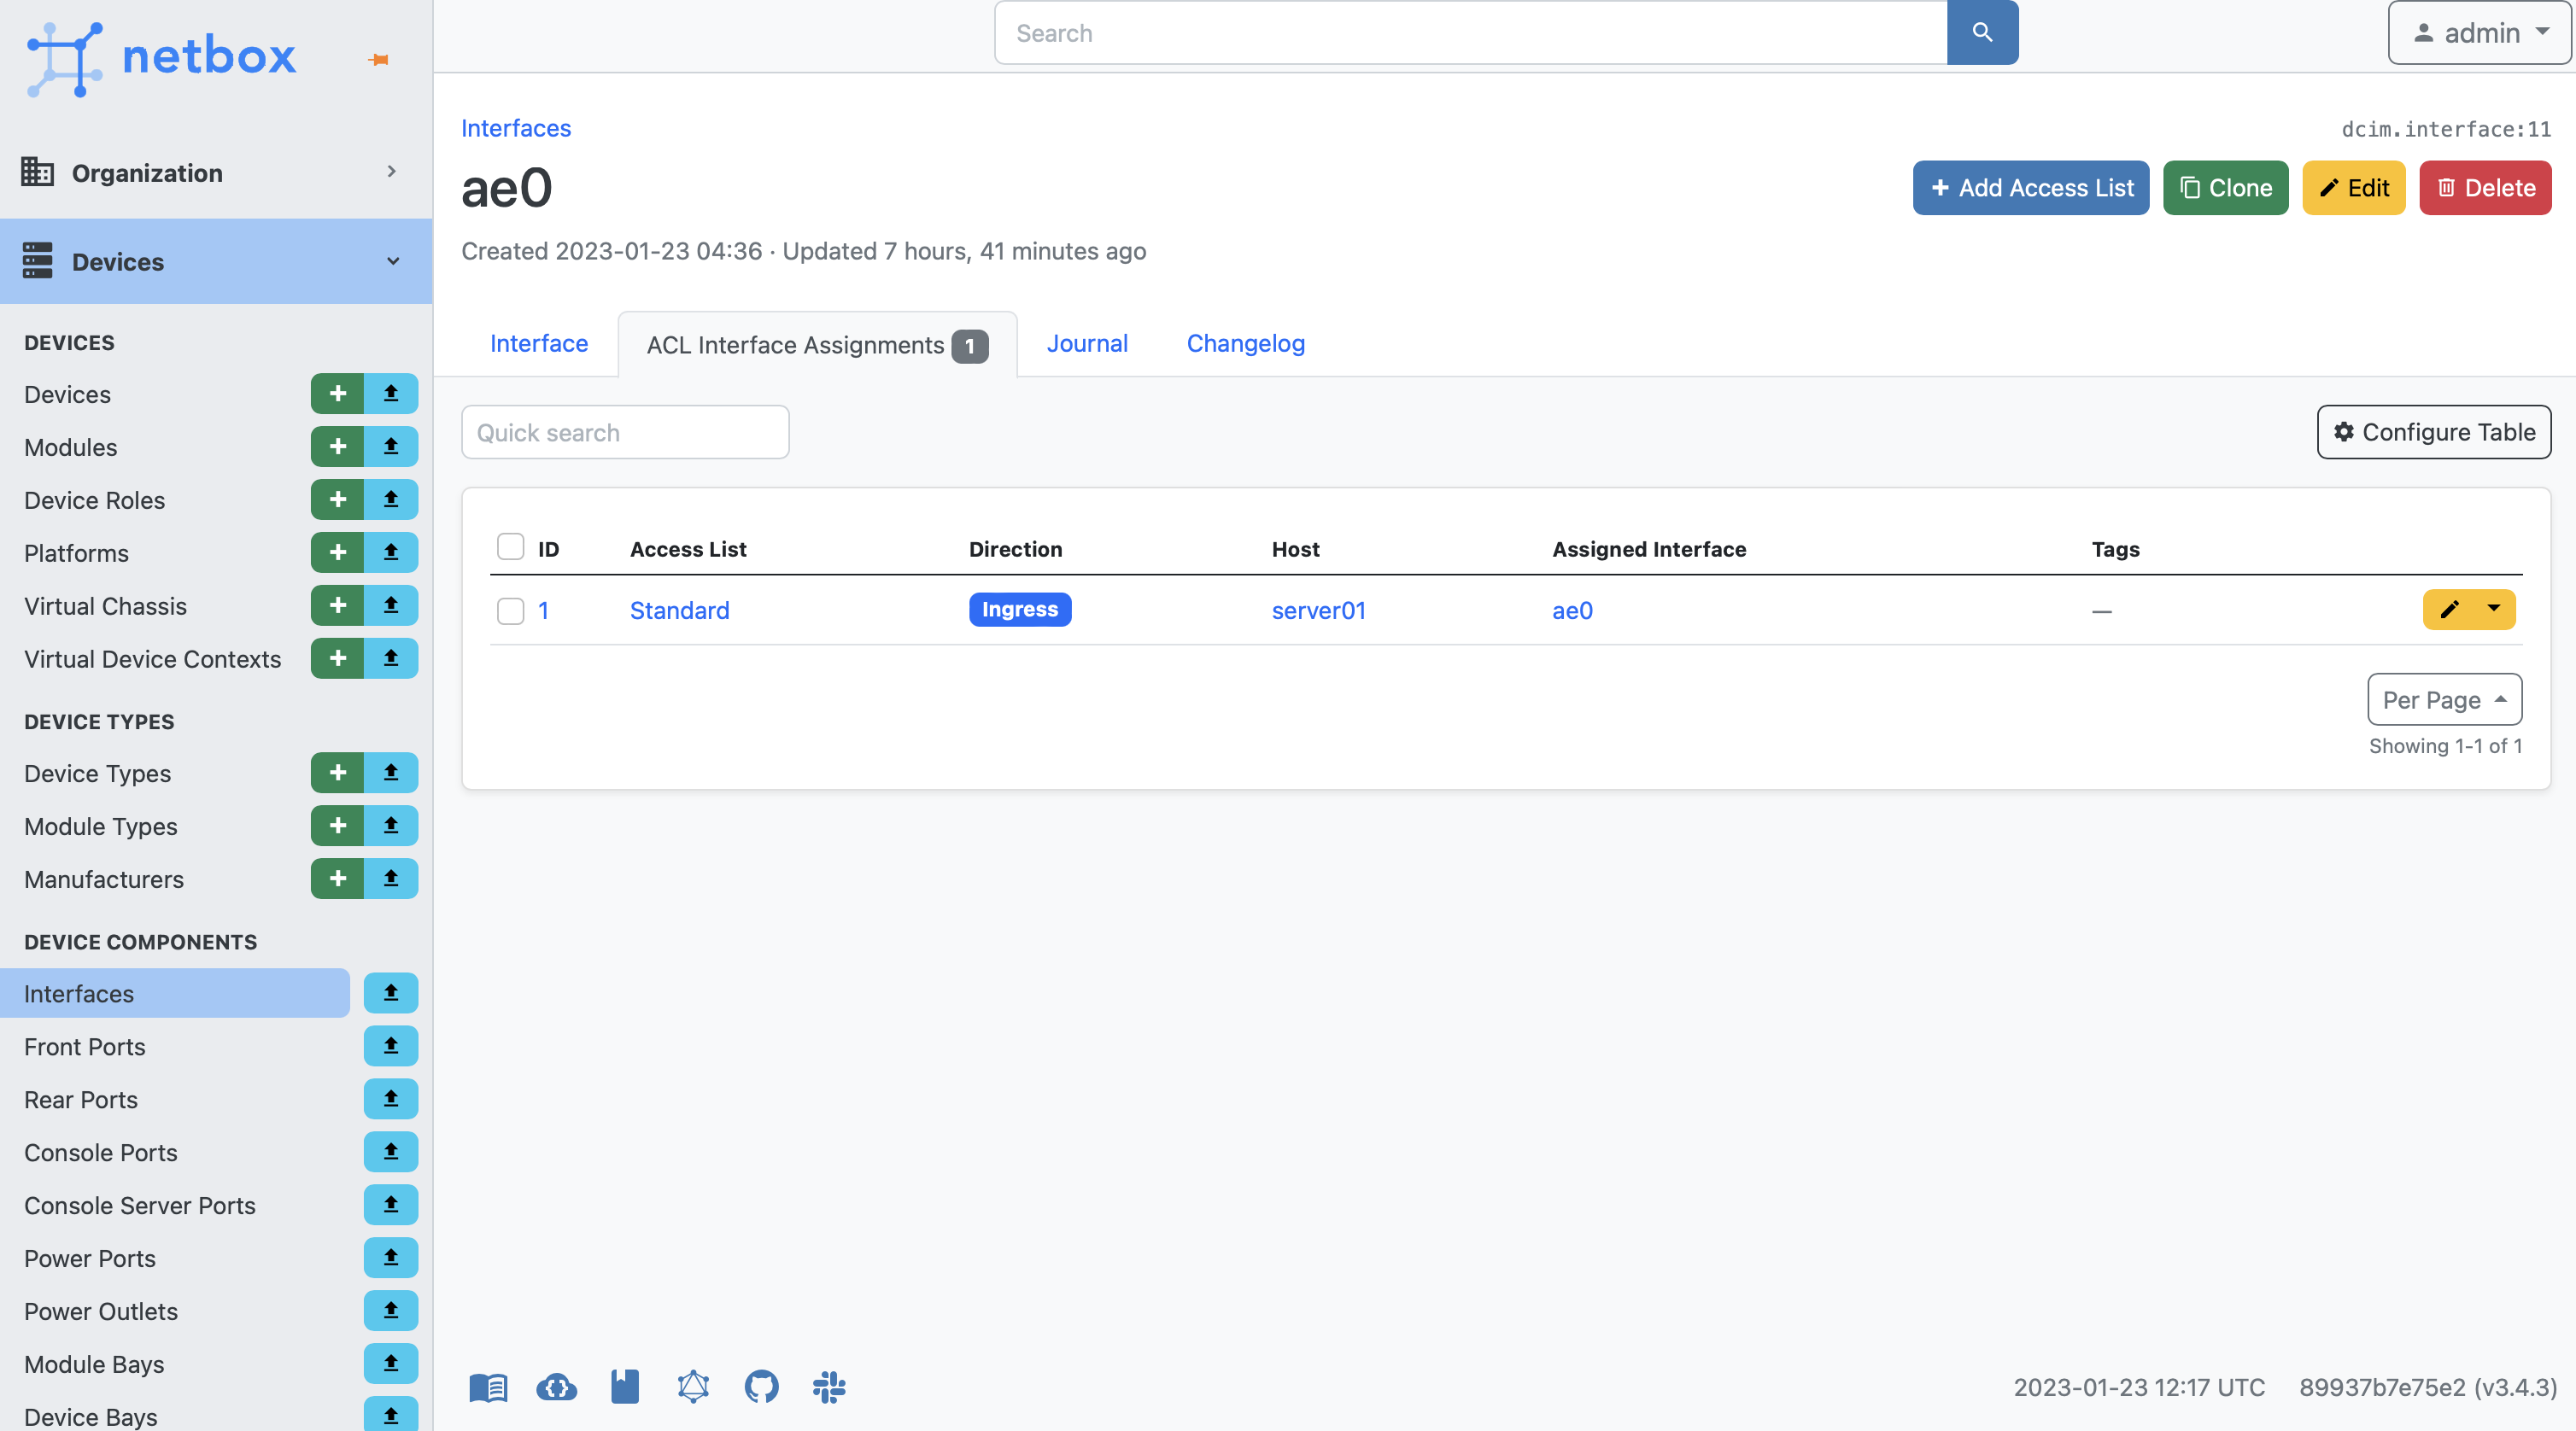 netbox
Search
admin
Organization
Devices
DEVICES
Devices
Modules
Device Roles
Platforms
Virtual Chassis
Virtual Device Contexts
DEVICE TYPES
Device Types
Module Types
Manufacturers
DEVICE COMPONENTS
Interfaces
Front Ports
Rear Ports
Console Ports
Console Server Ports
Power Ports
Power Outlets
Module Bays
Device Bays
Interfaces
dcim.interface:11
ae0
Add Access List Clone Edit Delete
Created 2023-01-23 04:36 · Updated 7 hours, 41 minutes ago
Interface ACL Interface Assignments 1 Journal Changelog
Quick search
Configure Table
ID Access List Direction Host Assigned Interface Tags
1 Standard Ingress server01 ae0 —
Per Page
Showing 1-1 of 1
2023-01-23 12:17 UTC 89937b7e75e2 (v3.4.3)